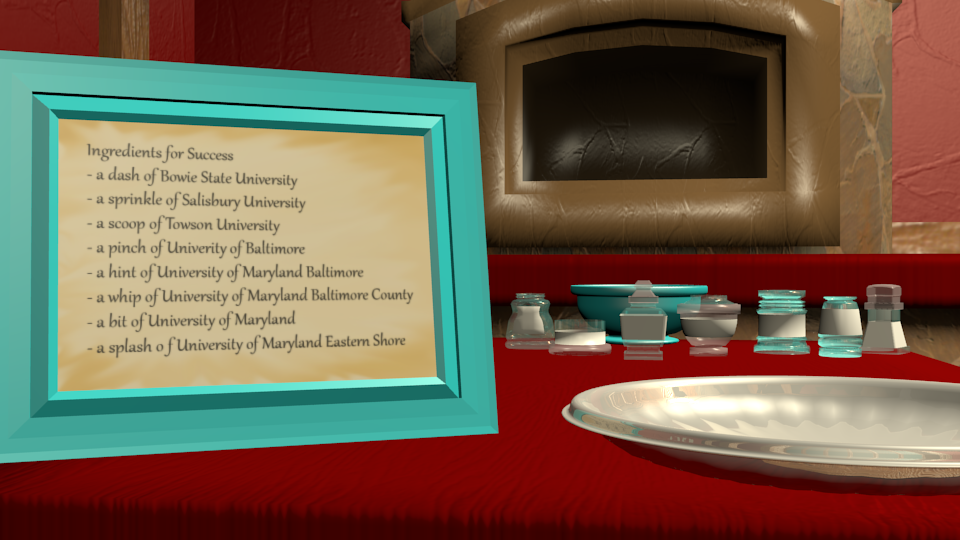 Ingredients for Success
- a dash of Bowie State University
- a sprinkle of Salisbury University
- a scoop of Towson University
- a pinch of Univerity of Baltimore
- a hint of University of Maryland Baltimore
- a whip of University of Maryland Baltimore County
- a bit of University of Maryland
- a splash o f University of Maryland Eastern Shore